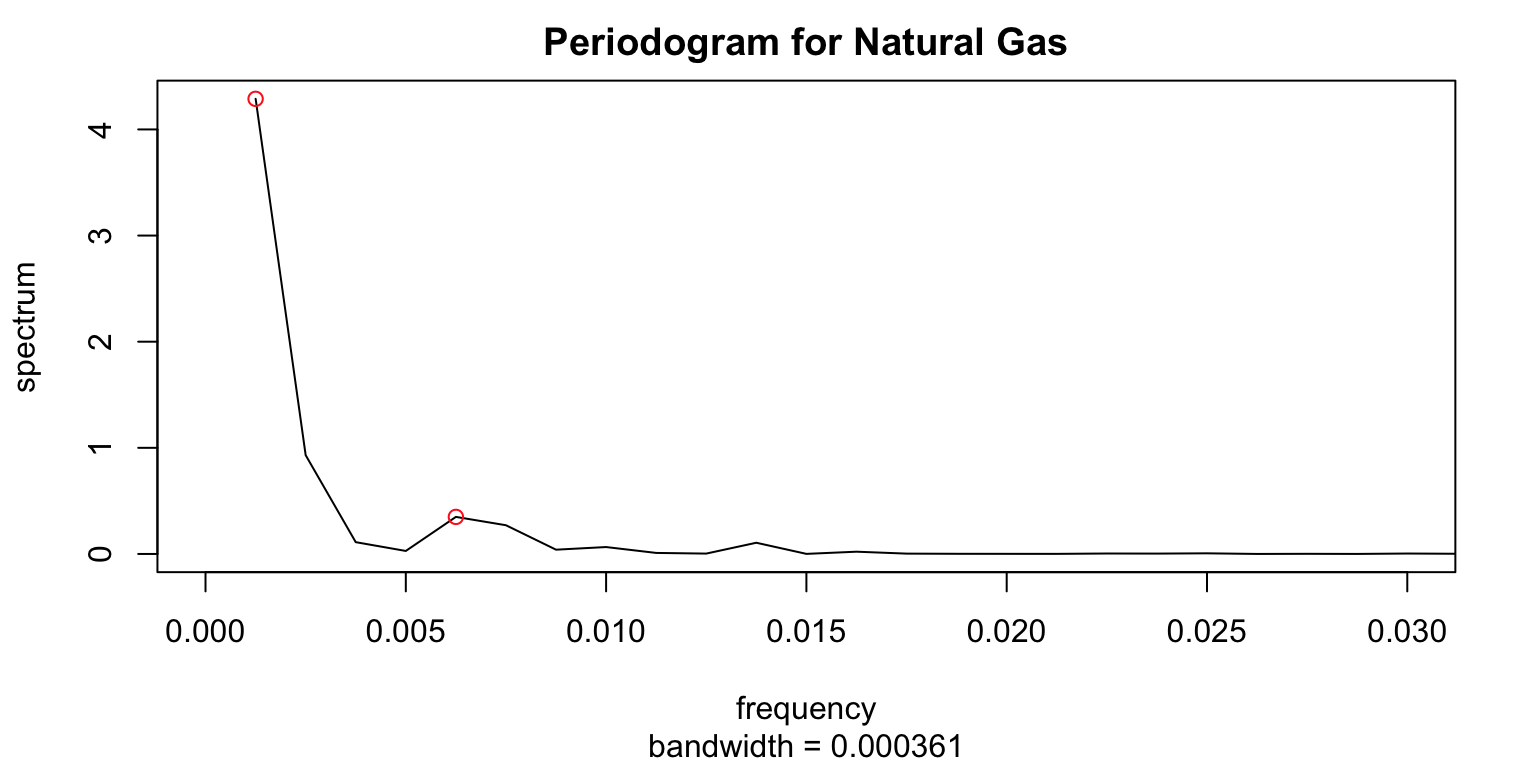 Periodogram for Natural Gas
spectrum
4
3
2
1
0
0.000 0.005 0.010 0.015 0.020 0.025 0.030
frequency
bandwidth = 0.000361